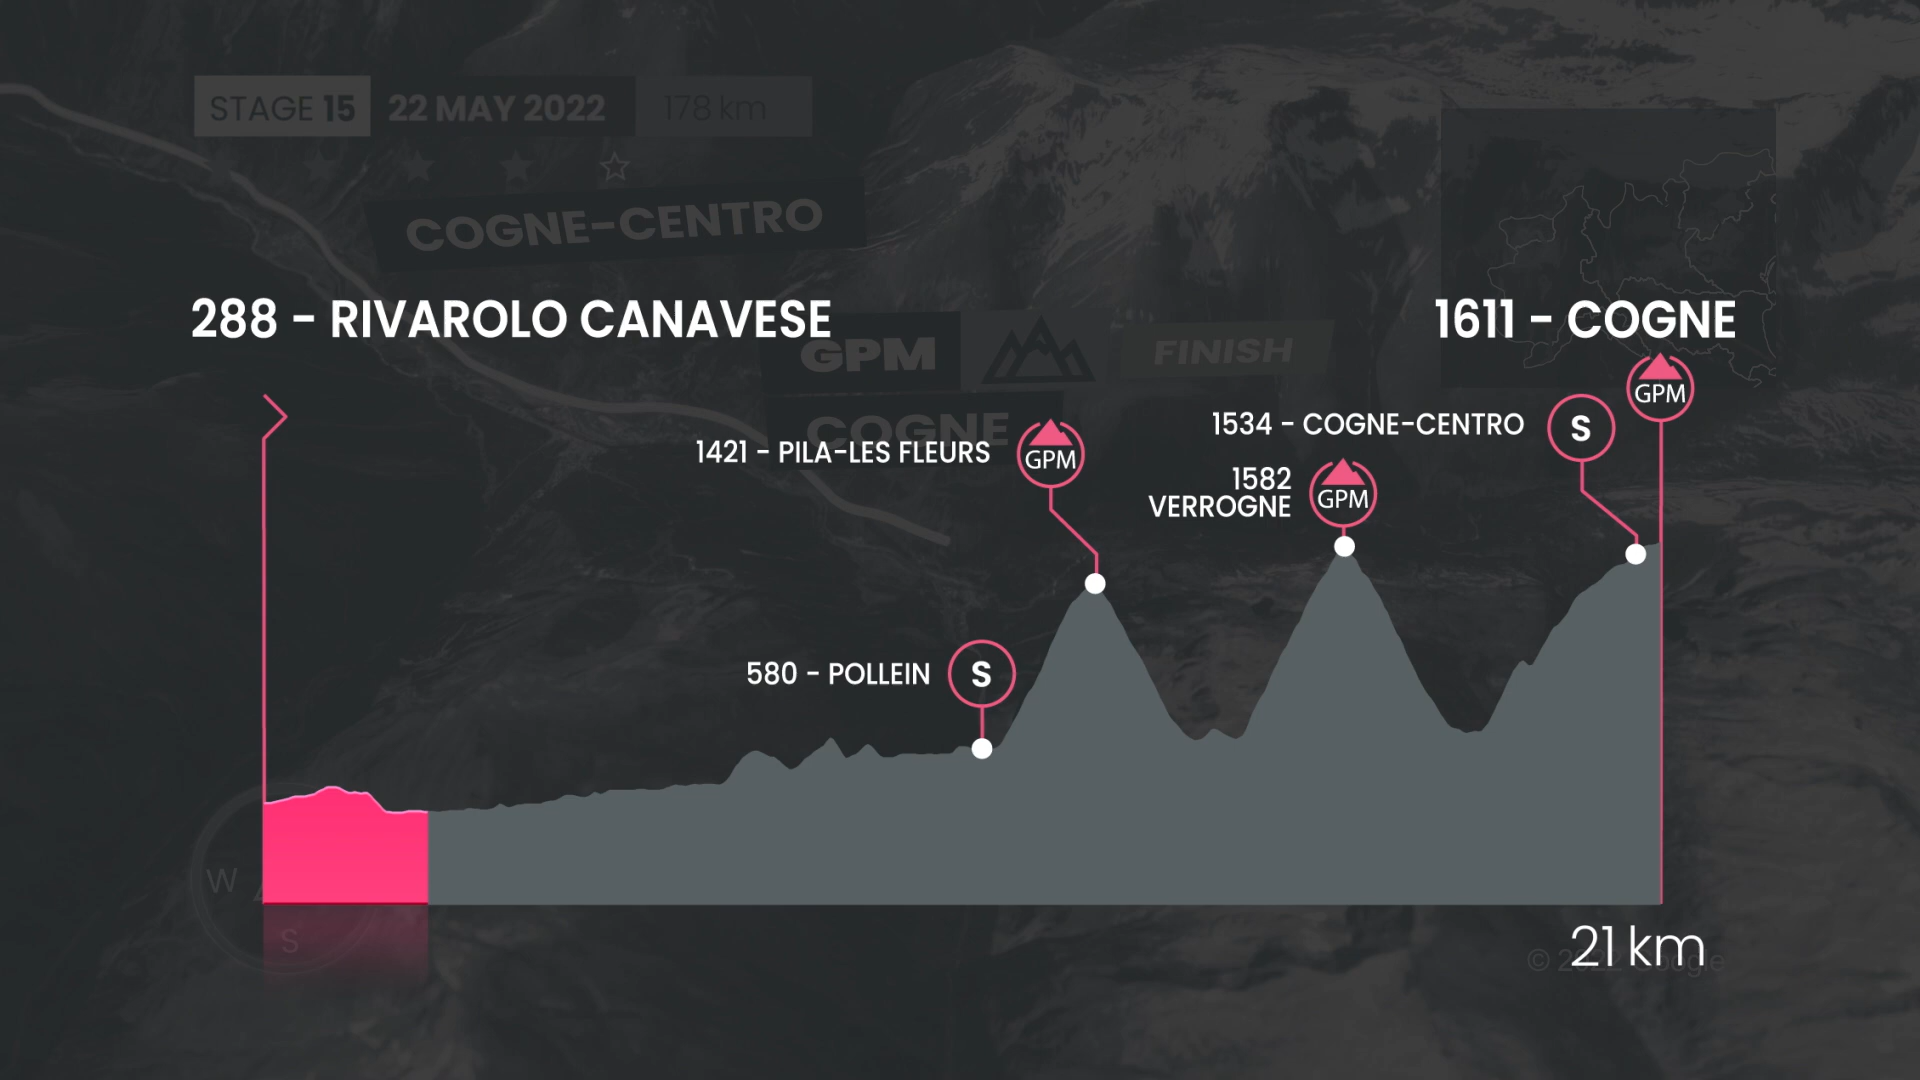 STAGE 15 22 MAY 2022 178 km
COGNE-CENTRO
288 - RIVAROLO CANAVESE
1611 - COGNE
GPM FINISH
COGNE
GPM
1534 - COGNE-CENTRO S
1421 - PILA-LES FLEURS GPM
1582
VERROGNE
GPM
580 - POLLEIN S
W
S
21 km